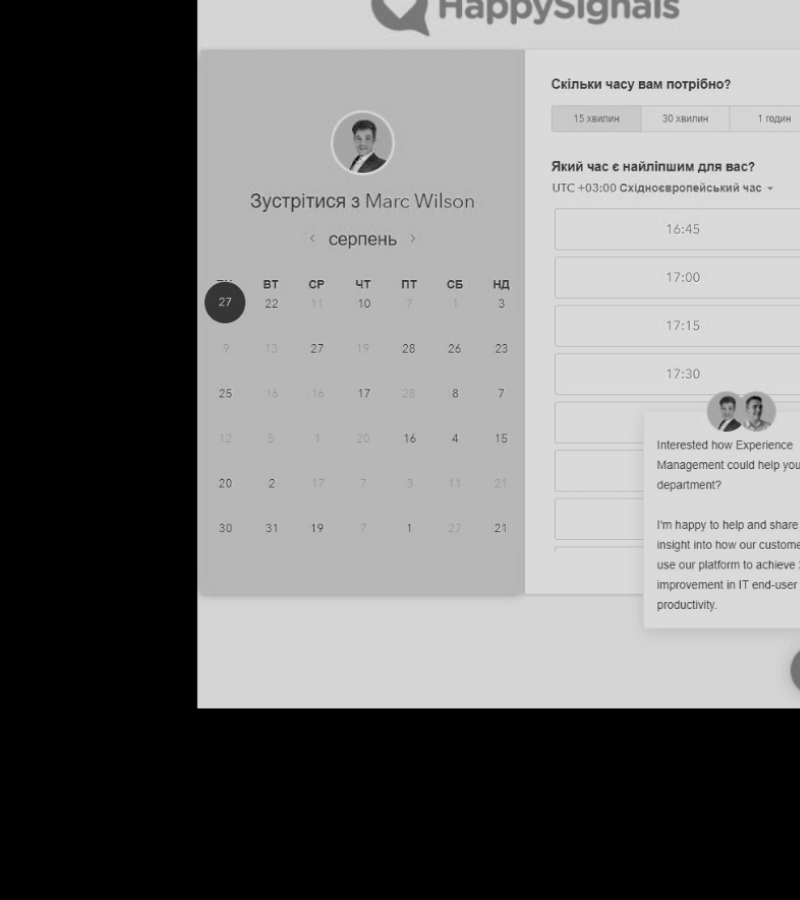 HappySignals
Зустрітися з Marc Wilson
‹ серпень ›
ВТ СР ЧТ ПТ СБ НД
27 22 11 10 7 1 3
9 13 27 19 28 26 23
25 16 16 17 28 8 7
12 5 1 20 16 4 15
20 2 17 7 3 11 21
30 31 19 7 1 27 21
Скільки часу вам потрібно?
15 хвилин 30 хвилин 1 годин
Який час є найліпшим для вас?
UTC +03:00 Східноєвропейський час
16:45
17:00
17:15
17:30
Interested how Experience
Management could help you
department?
I'm happy to help and share
insight into how our custome
use our platform to achieve
improvement in IT end-user
productivity.